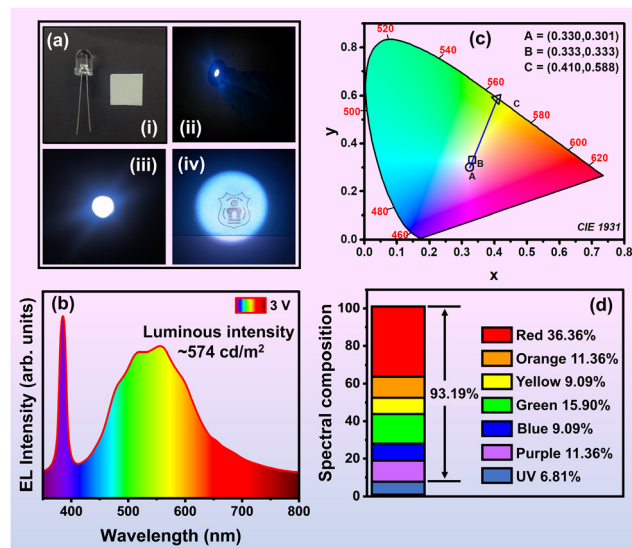 (a)
(i)
(ii)
(iii)
(iv)
(c)
A = (0.330,0.301)
B = (0.333,0.333)
C = (0.410,0.588)
520
540
560
C
580
600
620
500
480
460
B
A
CIE 1931
0.8
0.6
0.4
0.2
0.0
y
0.0 0.1 0.2 0.3 0.4 0.5 0.6 0.7 0.8
x
(b)
3 V
Luminous intensity
~574 cd/m²
EL Intensity (arb. units)
400 500 600 700 800
Wavelength (nm)
(d)
100
80
60
40
20
0
Spectral composition
93.19%
Red 36.36%
Orange 11.36%
Yellow 9.09%
Green 15.90%
Blue 9.09%
Purple 11.36%
UV 6.81%